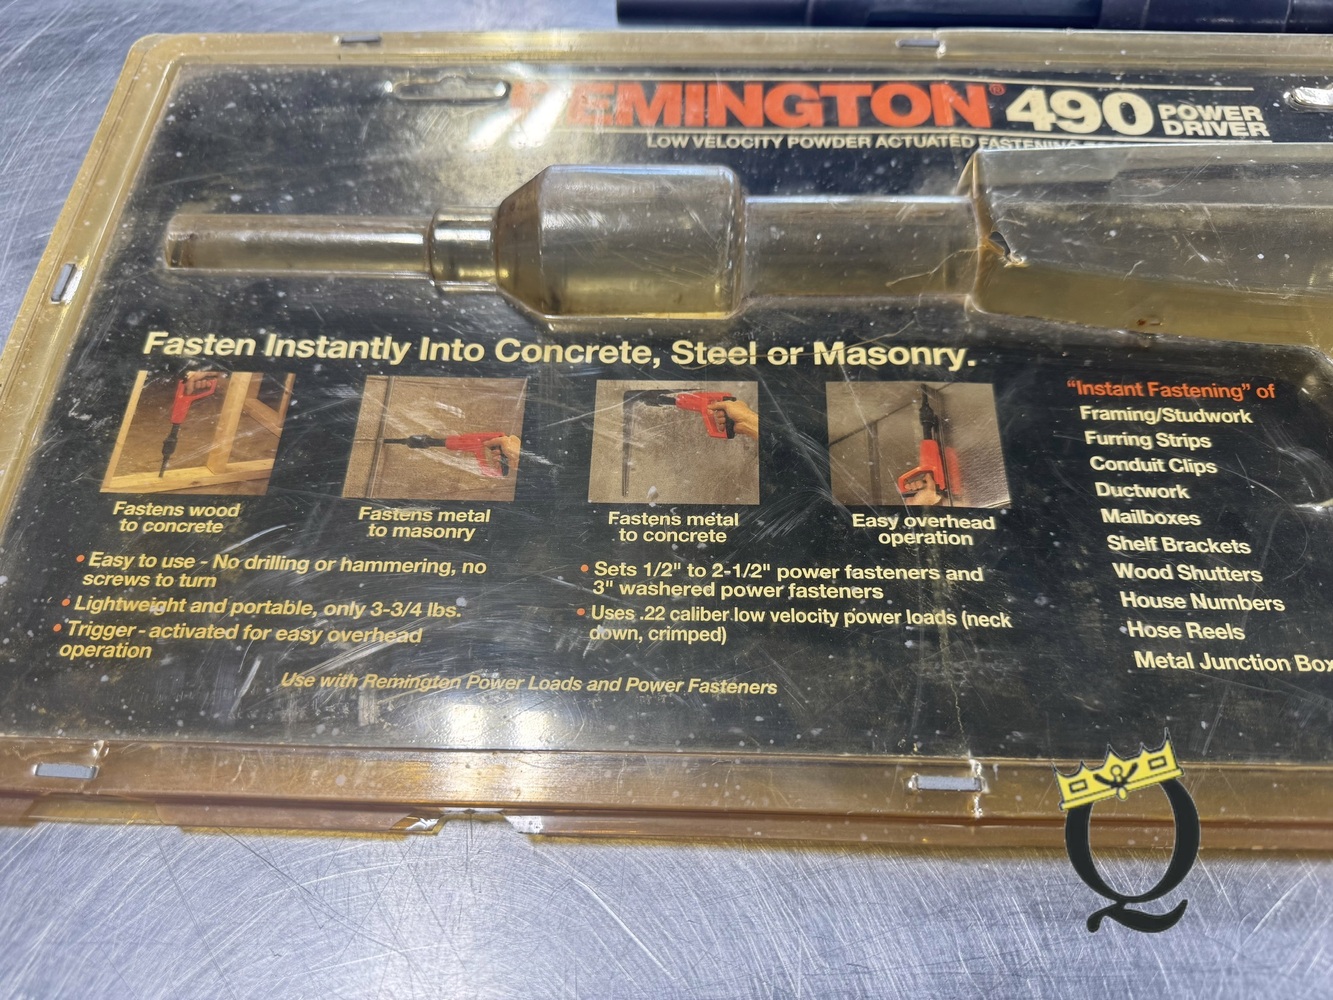 REMINGTON® 490 POWER DRIVER
LOW VELOCITY POWDER ACTUATED FASTENING
Fasten Instantly Into Concrete, Steel or Masonry.
Fastens wood
to concrete
Fastens metal
to masonry
Fastens metal
to concrete
Easy overhead
operation
• Easy to use - No drilling or hammering, no
screws to turn
• Lightweight and portable, only 3-3/4 lbs.
• Trigger - activated for easy overhead
operation
• Sets 1/2" to 2-1/2" power fasteners and
3" washered power fasteners
• Uses .22 caliber low velocity power loads (neck
down, crimped)
Use with Remington Power Loads and Power Fasteners
"Instant Fastening" of
Framing/Studwork
Furring Strips
Conduit Clips
Ductwork
Mailboxes
Shelf Brackets
Wood Shutters
House Numbers
Hose Reels
Metal Junction Box
Q